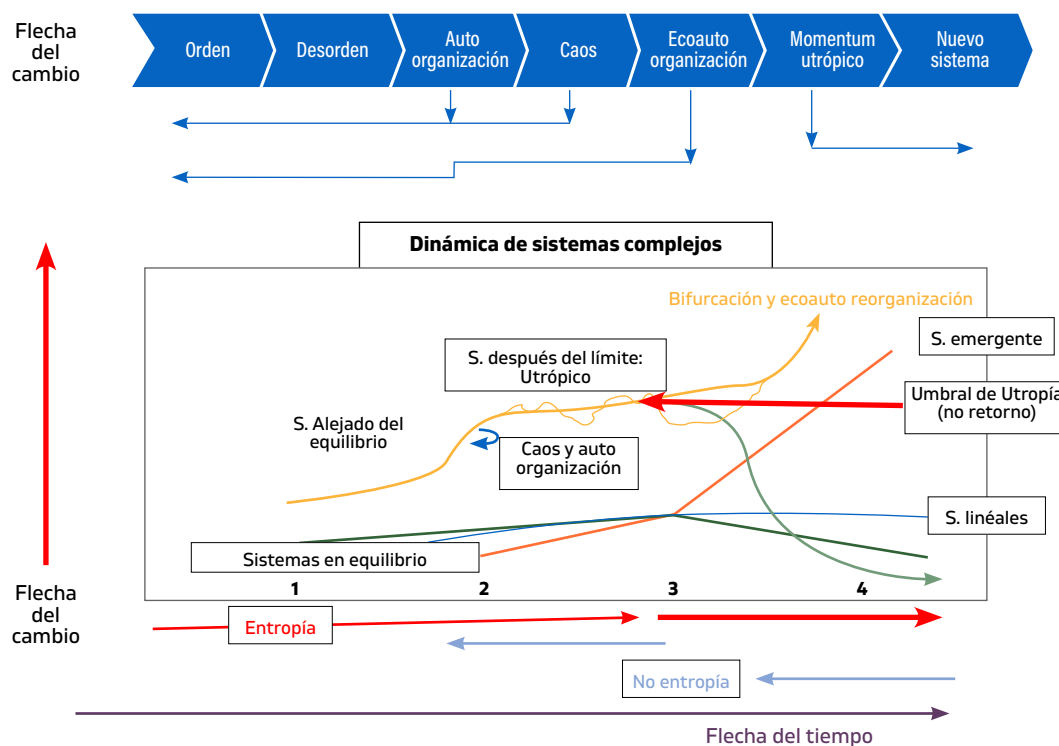 Flecha
del
cambio
Orden
Desorden
Auto
organización
Caos
Ecoauto
organización
Momentum
utrópico
Nuevo
sistema
Dinámica de sistemas complejos
Bifurcación y ecoauto reorganización
S. emergente
S. después del límite:
Utrópico
Umbral de Utropía
(no retorno)
S. Alejado del
equilibrio
Caos y auto
organización
S. linéales
Sistemas en equilibrio
1
2
3
4
Flecha
del
cambio
Entropía
No entropía
Flecha del tiempo